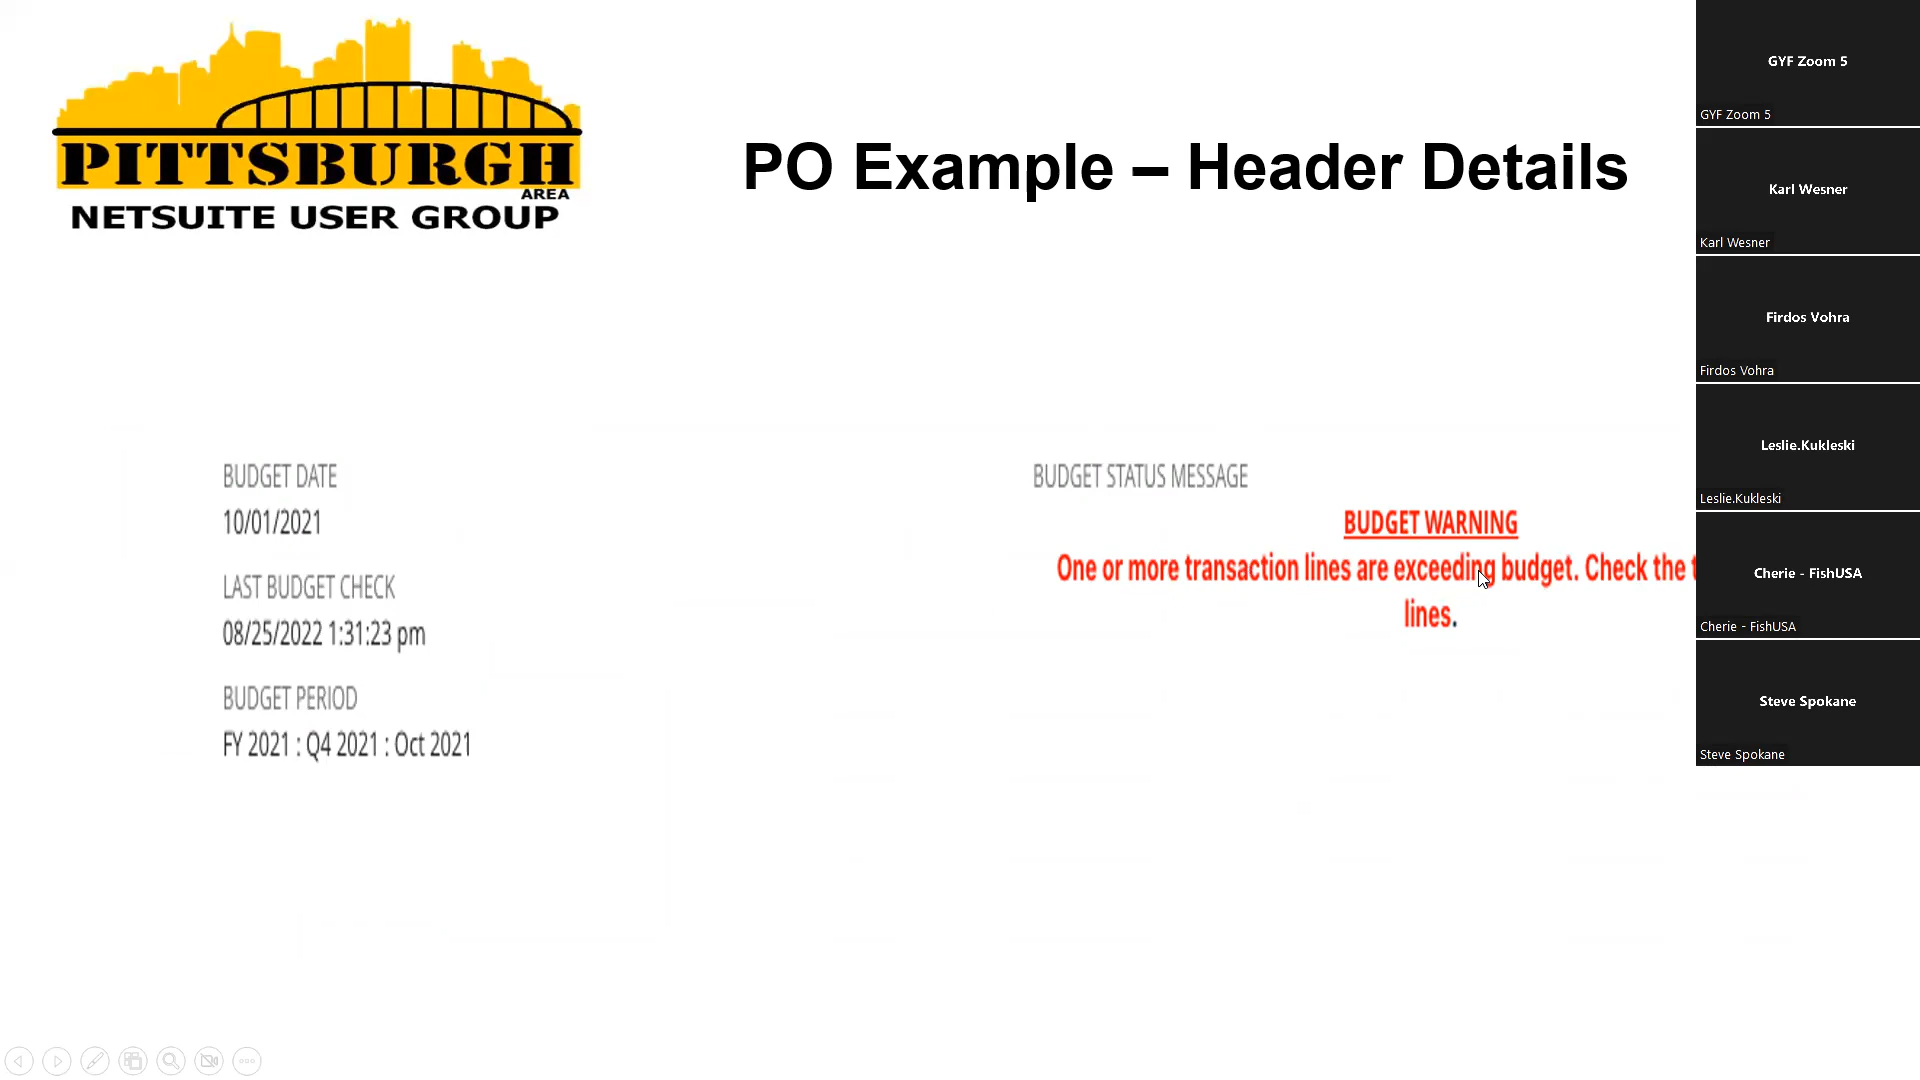 PITTSBURGH
AREA
NETSUITE USER GROUP
PO Example – Header Details
BUDGET DATE
10/01/2021
LAST BUDGET CHECK
08/25/2022 1:31:23 pm
BUDGET PERIOD
FY 2021 : Q4 2021 : Oct 2021
BUDGET STATUS MESSAGE
BUDGET WARNING
One or more transaction lines are exceeding budget. Check the
lines.
GYF Zoom 5
GYF Zoom 5
Karl Wesner
Karl Wesner
Firdos Vohra
Firdos Vohra
Leslie.Kukleski
Leslie.Kukleski
Cherie - FishUSA
Cherie - FishUSA
Steve Spokane
Steve Spokane